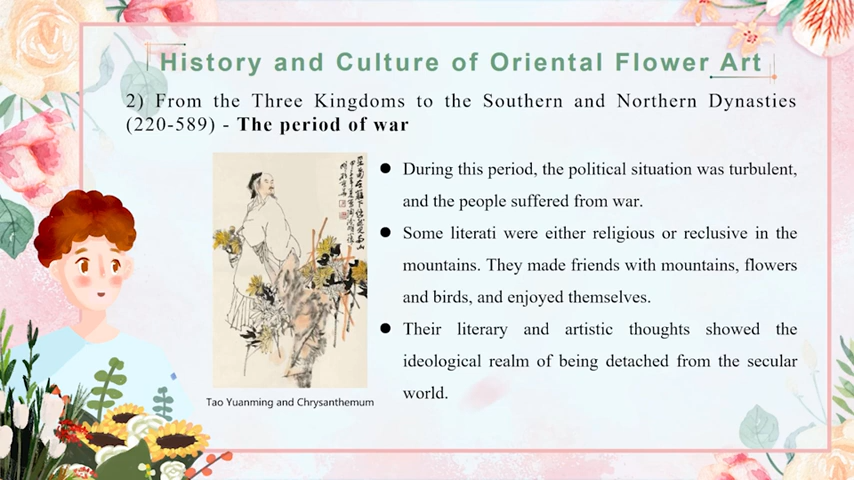 History and Culture of Oriental Flower Art
2) From the Three Kingdoms to the Southern and Northern Dynasties
(220-589) - The period of war
● During this period, the political situation was turbulent,
and the people suffered from war.
● Some literati were either religious or reclusive in the
mountains. They made friends with mountains, flowers
and birds, and enjoyed themselves.
● Their literary and artistic thoughts showed the
ideological realm of being detached from the secular
world.
Tao Yuanming and Chrysanthemum